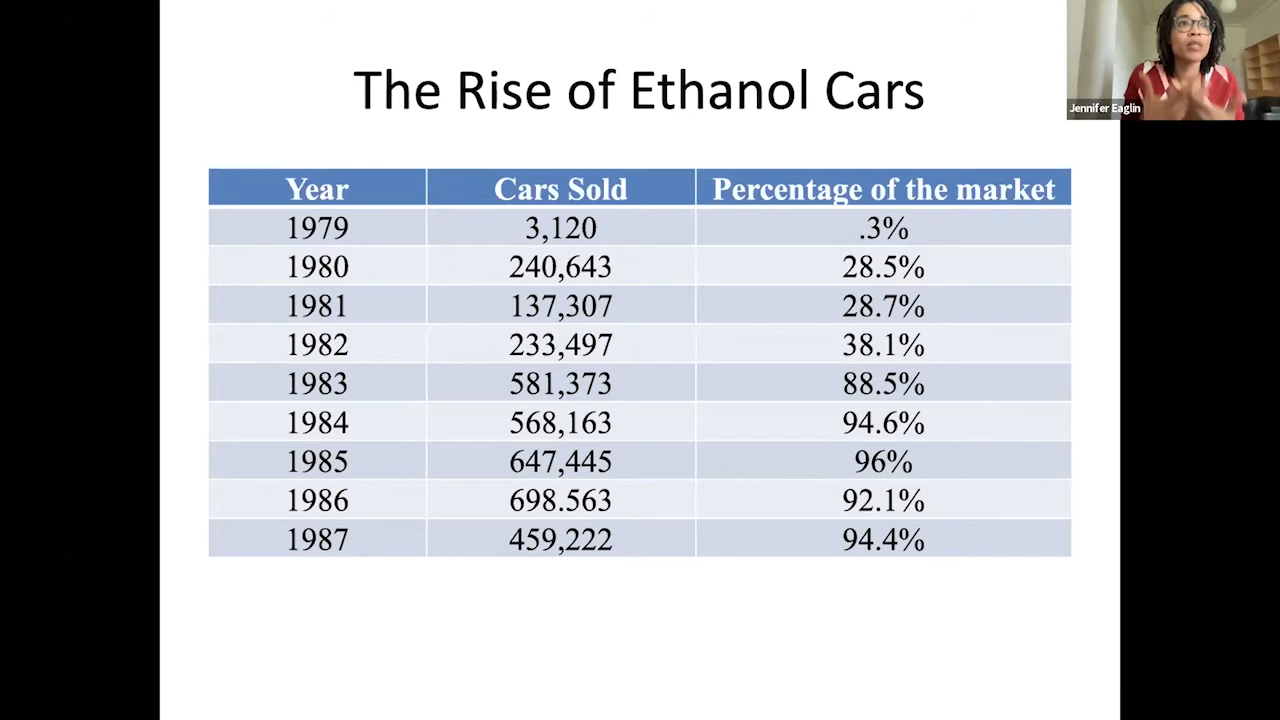 The Rise of Ethanol Cars
Jennifer Eaglin
Year Cars Sold Percentage of the market
1979 3,120 .3%
1980 240,643 28.5%
1981 137,307 28.7%
1982 233,497 38.1%
1983 581,373 88.5%
1984 568,163 94.6%
1985 647,445 96%
1986 698.563 92.1%
1987 459,222 94.4%